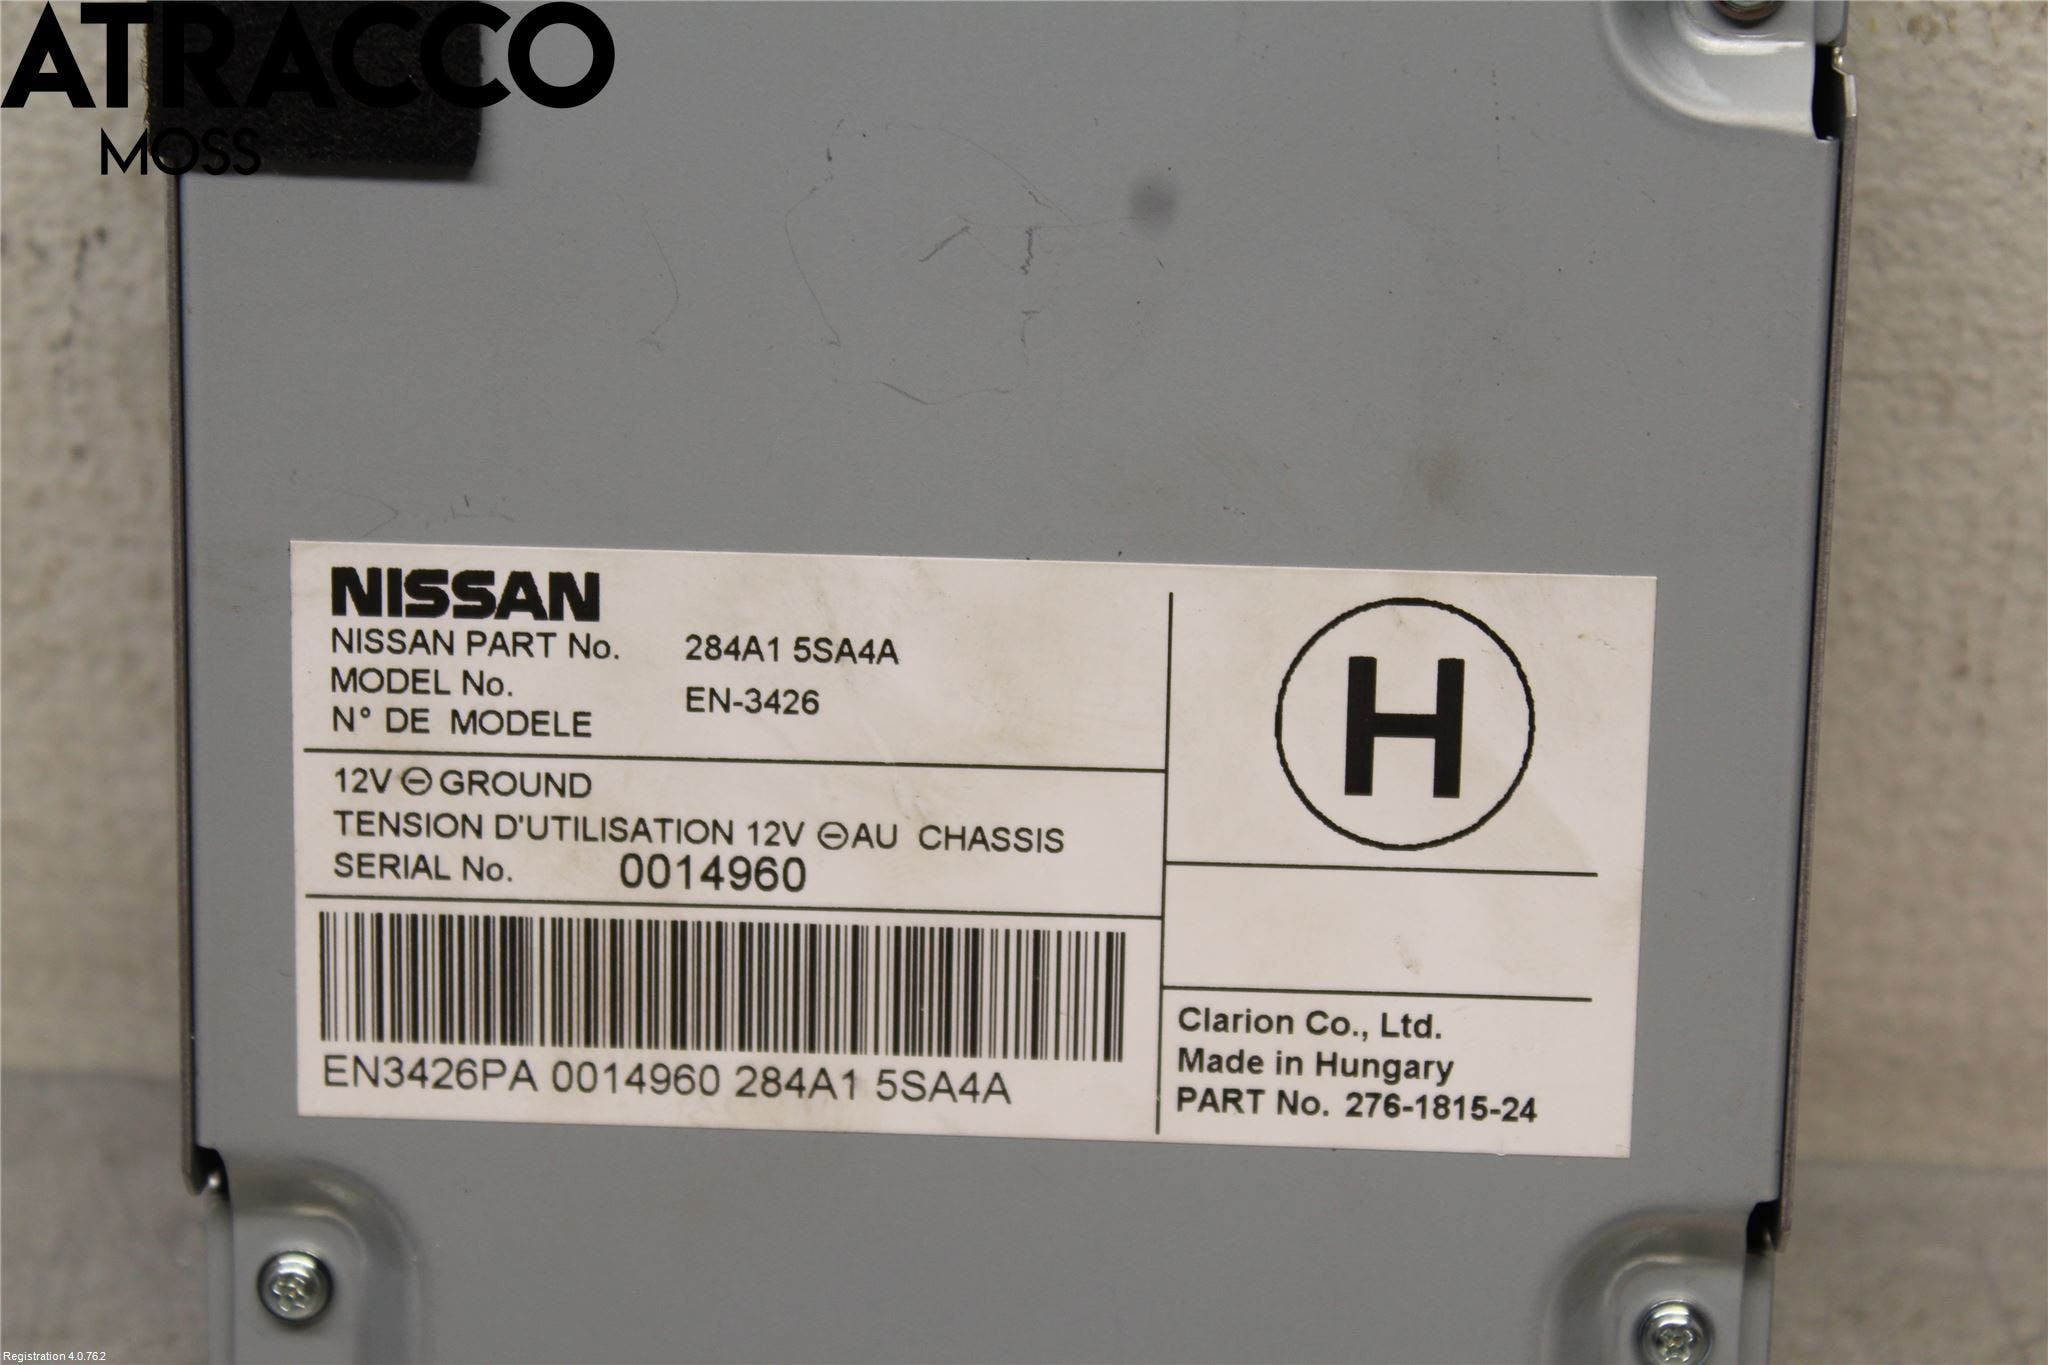 ATRACCO
MOSS
NISSAN
NISSAN PART No. 284A1 5SA4A
MODEL No. EN-3426
N° DE MODELE
12V ⊖ GROUND
TENSION D'UTILISATION 12V ⊖ AU CHASSIS
SERIAL No. 0014960
EN3426PA 0014960 284A1 5SA4A
H
Clarion Co., Ltd.
Made in Hungary
PART No. 276-1815-24
Registration 4.0.76.2